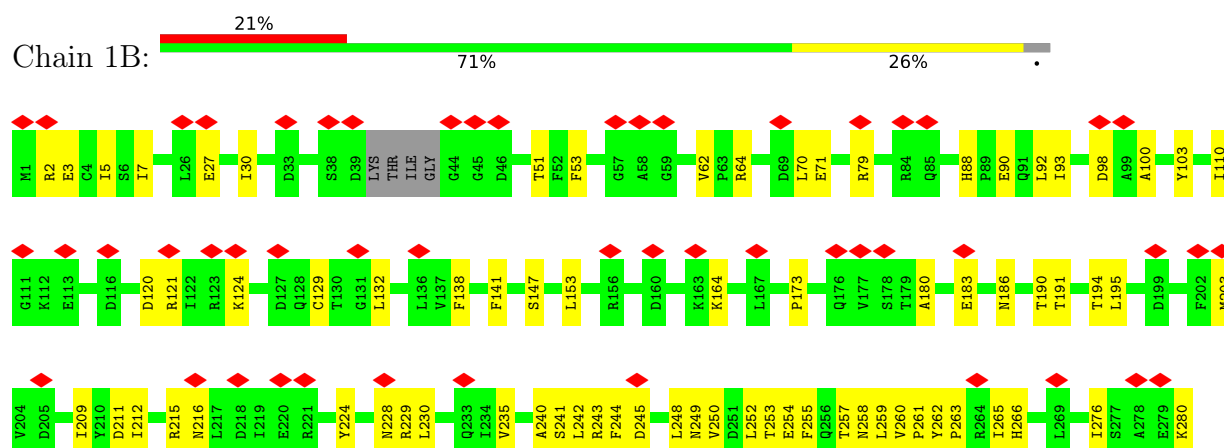 21%
Chain 1B:
71% 26% •
M1 R2 E3 C4 I5 S6 I7 L26 E27 I30 D33 S38 D39 LYS THR ILE GLY G44 G45 D46 T51 F52 F53 G57 A58 G59 V62 P63 R64 D69 L70 E71 R79 R84 Q85 H88 P89 E90 Q91 L92 I93 D98 A99 A100 Y103 I110
G111 K112 E113 D116 D120 R121 I122 R123 K124 D127 Q128 C129 T130 G131 L132 L136 V137 F138 F141 S147 L153 R156 D160 K163 K164 L167 P173 Q176 V177 S178 T179 A180 E183 N186 T190 T191 T194 L195 D199 F202 M203
V204 D205 I209 Y210 D211 I212 R215 N216 L217 D218 I219 E220 R221 Y224 N228 R229 L230 Q233 I234 V235 A240 S241 L242 R243 F244 D245 L248 N249 V250 D251 T252 T253 E254 F255 Q256 T257 N258 L259 V260 P261 Y262 P263 R264 I265 H266 L269 L276 S277 A278 E279 K280